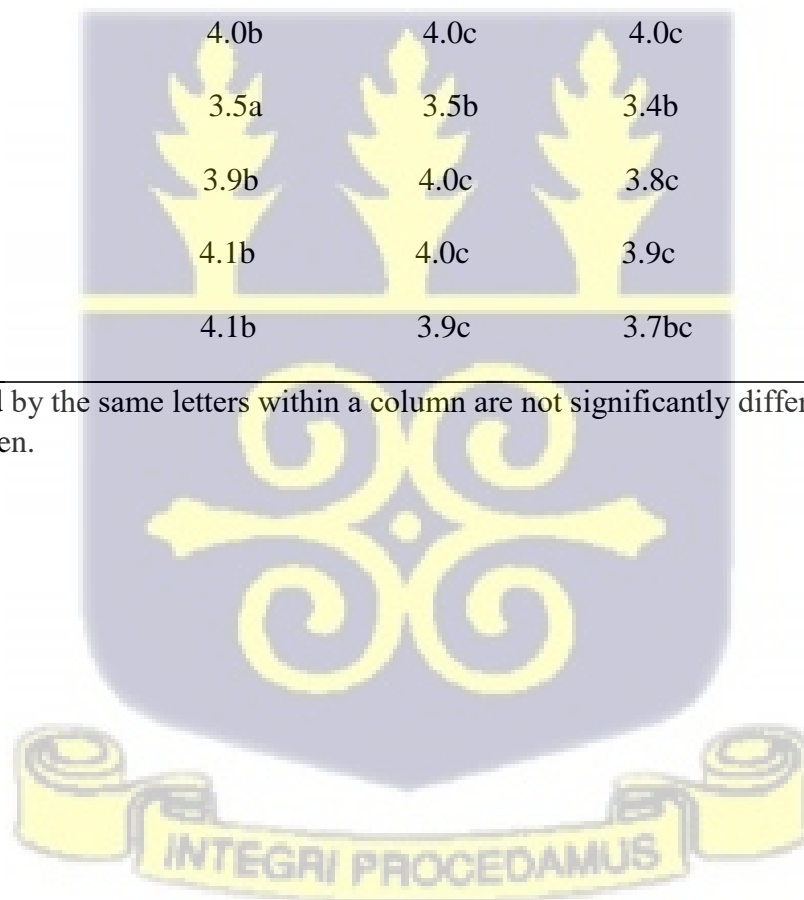 4.0b 4.0c 4.0c
3.5a 3.5b 3.4b
3.9b 4.0c 3.8c
4.1b 4.0c 3.9c
4.1b 3.9c 3.7bc
by the same letters within a column are not significantly
INTEGRI PROCEDAMUS